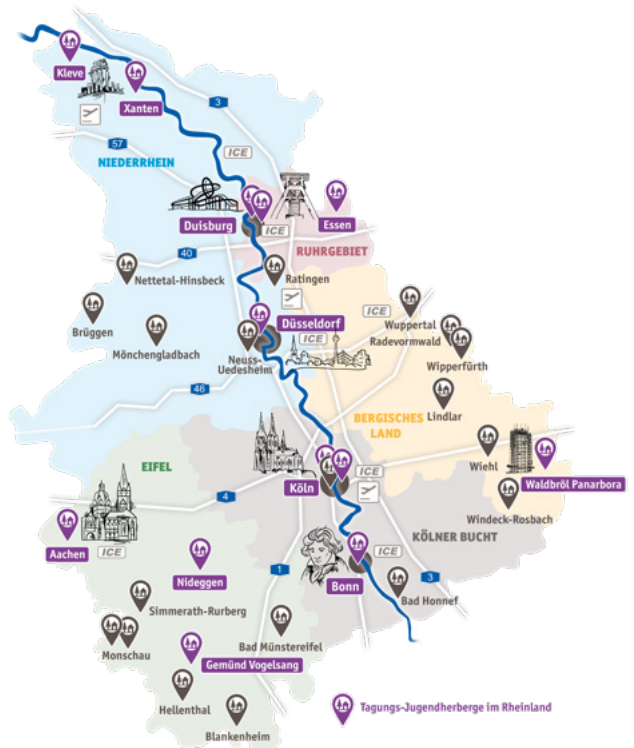 Kleve
Xanten
3
ICE
57
NIEDERRHEIN
Duisburg
ICE
Essen
RUHRGEBIET
40
Nettetal-Hinsbeck
Ratingen
Brüggen
Mönchengladbach
Düsseldorf
ICE
ICE
Wuppertal
Radevormwald
Neuss-
Uedesheim
Wipperfürth
46
Lindlar
BERGISCHES
LAND
EIFEL
Köln
ICE
Wiehl
Waldbröl Panarbora
4
Windeck-Rosbach
KÖLNER BUCHT
Aachen
ICE
Nideggen
1
ICE
Bonn
3
Bad Honnef
Simmerath-Rurberg
Monschau
Bad Münstereifel
Gemünd Vogelsang
Hellenthal
Blankenheim
Tagungs-Jugendherberge im Rheinland